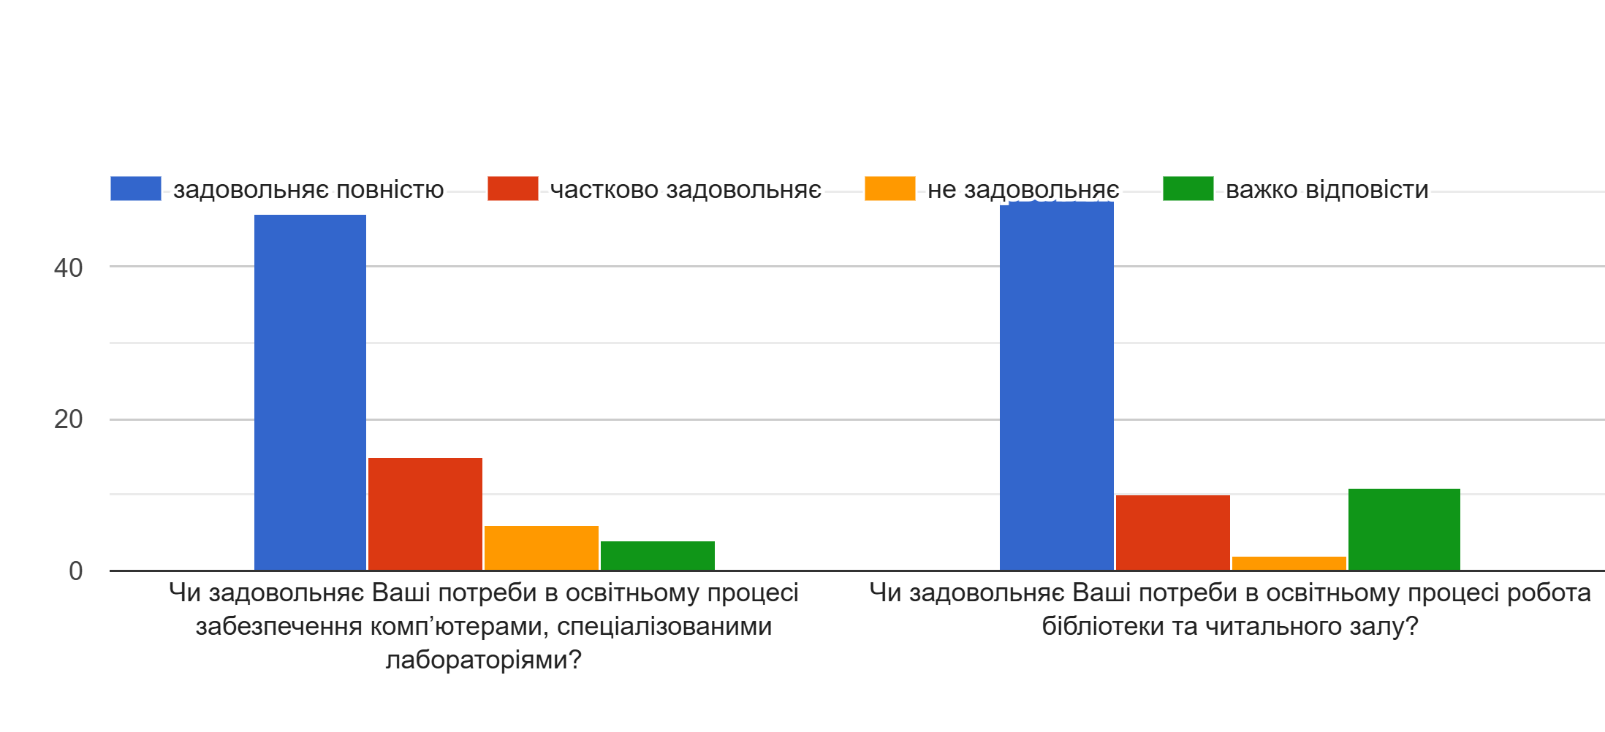 задовольняє повністю
частково задовольняє
не задовольняє
важко відповісти
40
20
0
Чи задовольняє Ваші потреби в освітньому процесі
забезпечення комп’ютерами, спеціалізованими
лабораторіями?
Чи задовольняє Ваші потреби в освітньому процесі робота
бібліотеки та читального залу?